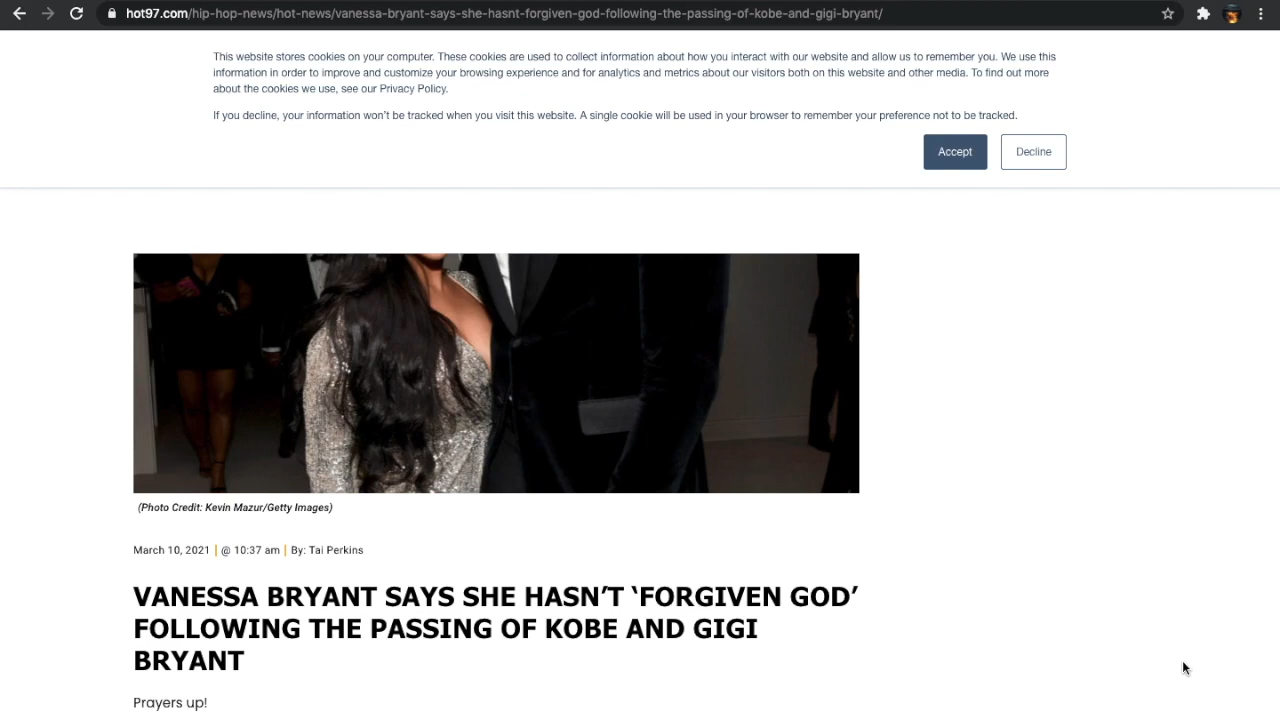 hot97.com/hip-hop-news/hot-news/vanessa-bryant-says-she-hasnt-forgiven-god-following-the-passing-of-kobe-and-gigi-bryant/
This website stores cookies on your computer. These cookies are used to collect information about how you interact with our website and allow us to remember you. We use this
information in order to improve and customize your browsing experience and for analytics and metrics about our visitors both on this website and other media. To find out more
about the cookies we use, see our Privacy Policy.
If you decline, your information won’t be tracked when you visit this website. A single cookie will be used in your browser to remember your preference not to be tracked.
Accept
Decline
(Photo Credit: Kevin Mazur/Getty Images)
March 10, 2021 | @ 10:37 am | By: Tai Perkins
VANESSA BRYANT SAYS SHE HASN’T ‘FORGIVEN GOD’
FOLLOWING THE PASSING OF KOBE AND GIGI
BRYANT
Prayers up!